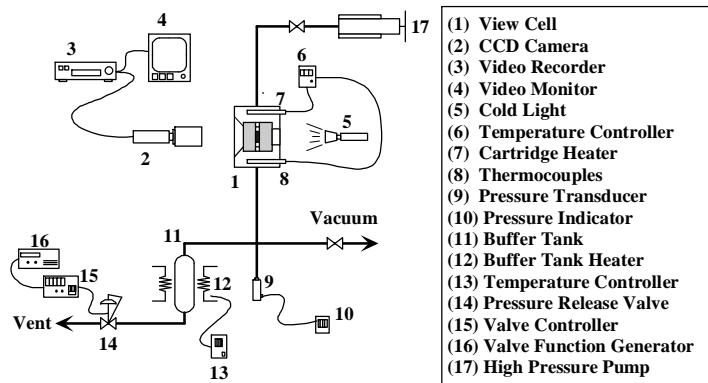 4
3
2
6
7
5
1
8
17
Vacuum
11
16
15
12
9
10
Vent
14
13
(1) View Cell
(2) CCD Camera
(3) Video Recorder
(4) Video Monitor
(5) Cold Light
(6) Temperature Controller
(7) Cartridge Heater
(8) Thermocouples
(9) Pressure Transducer
(10) Pressure Indicator
(11) Buffer Tank
(12) Buffer Tank Heater
(13) Temperature Controller
(14) Pressure Release Valve
(15) Valve Controller
(16) Valve Function Generator
(17) High Pressure Pump